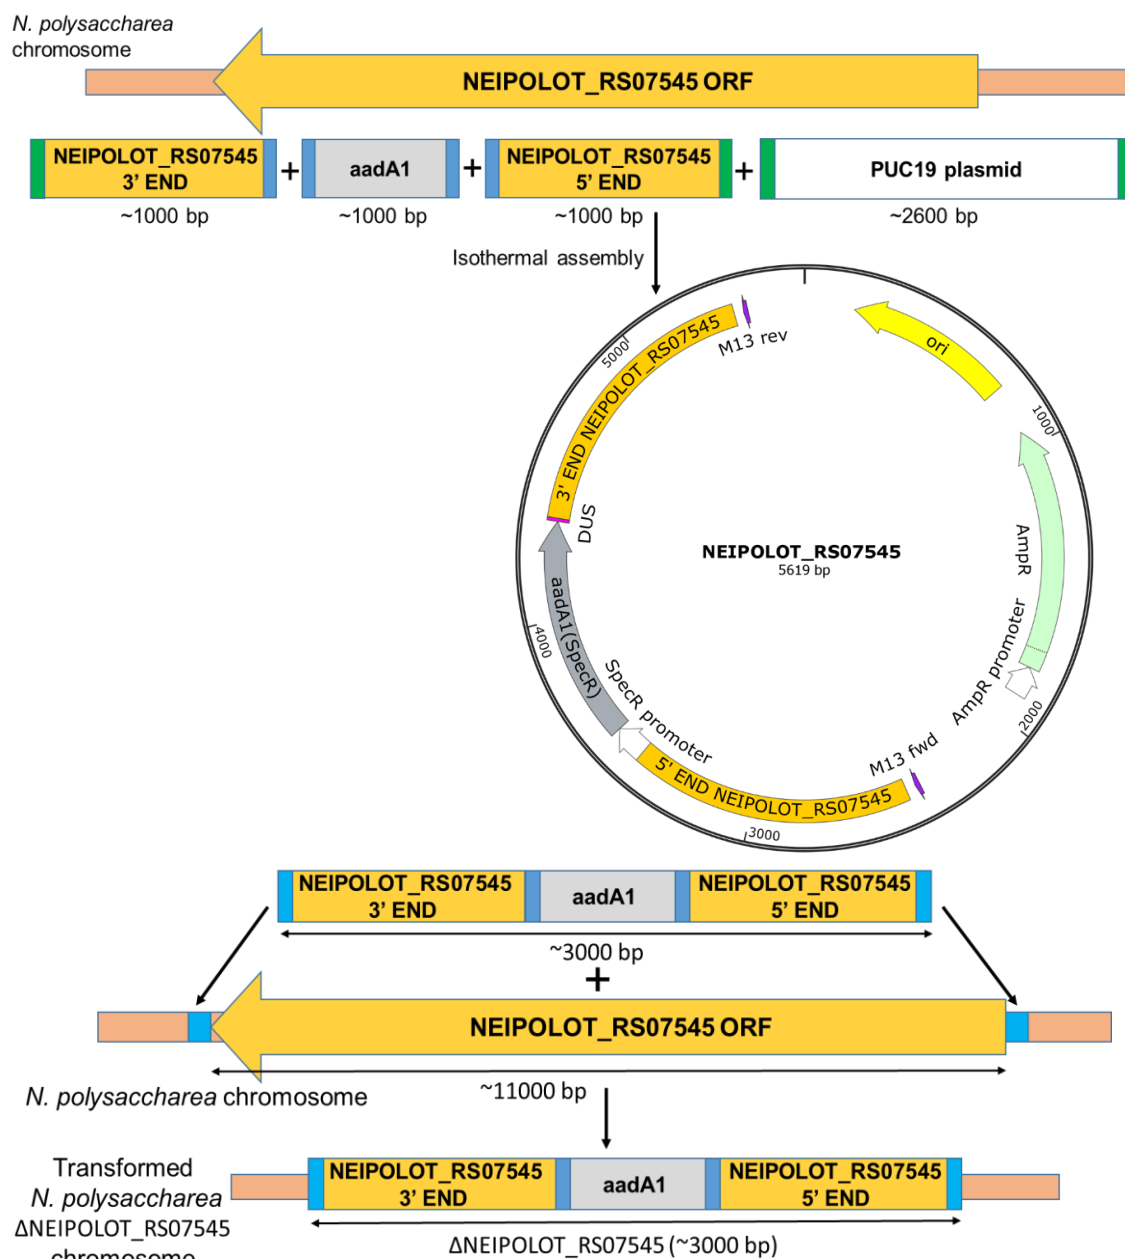 N. polysaccharea
chromosome
NEIPOLOT_RS07545 ORF
NEIPOLOT_RS07545
3' END
+
aadA1
+
NEIPOLOT_RS07545
5' END
+
PUC19 plasmid
~1000 bp
~1000 bp
~1000 bp
~2600 bp
Isothermal assembly
5000
3' END NEIPOLOT_RS07545
M13 rev
ori
1000
DUS
NEIPOLOT_RS07545
5619 bp
AmpR
aadA1(SpecR)
4000
SpecR promoter
AmpR promoter
2000
M13 fwd
5' END NEIPOLOT_RS07545
3000
NEIPOLOT_RS07545
3' END
aadA1
NEIPOLOT_RS07545
5' END
~3000 bp
+
NEIPOLOT_RS07545 ORF
N. polysaccharea chromosome
~11000 bp
Transformed
N. polysaccharea
ΔNEIPOLOT_RS07545
chromosome
NEIPOLOT_RS07545
3' END
aadA1
NEIPOLOT_RS07545
5' END
ΔNEIPOLOT_RS07545 (~3000 bp)